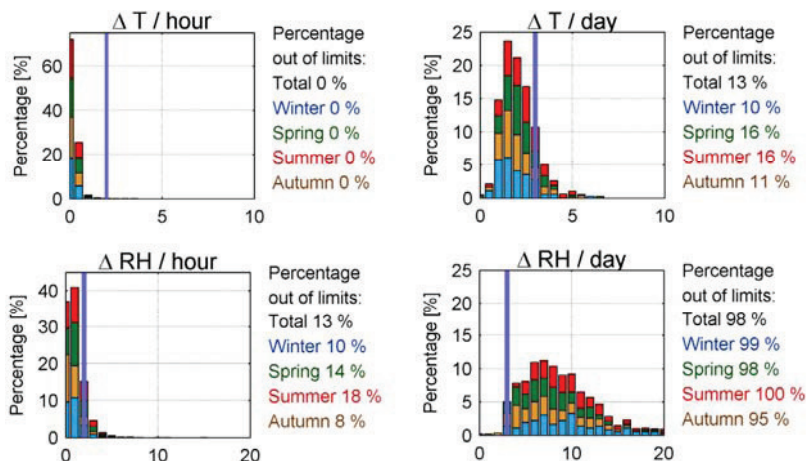 Δ T / hour
Percentage [%]
60
40
20
0
0
5
10
Percentage
out of limits:
Total 0 %
Winter 0 %
Spring 0 %
Summer 0 %
Autumn 0 %
Δ T / day
Percentage [%]
25
20
15
10
5
0
0
5
10
Percentage
out of limits:
Total 13 %
Winter 10 %
Spring 16 %
Summer 16 %
Autumn 11 %
Δ RH / hour
Percentage [%]
40
30
20
10
0
0
10
20
Percentage
out of limits:
Total 13 %
Winter 10 %
Spring 14 %
Summer 18 %
Autumn 8 %
Δ RH / day
Percentage [%]
25
20
15
10
5
0
0
10
20
Percentage
out of limits:
Total 98 %
Winter 99 %
Spring 98 %
Summer 100 %
Autumn 95 %